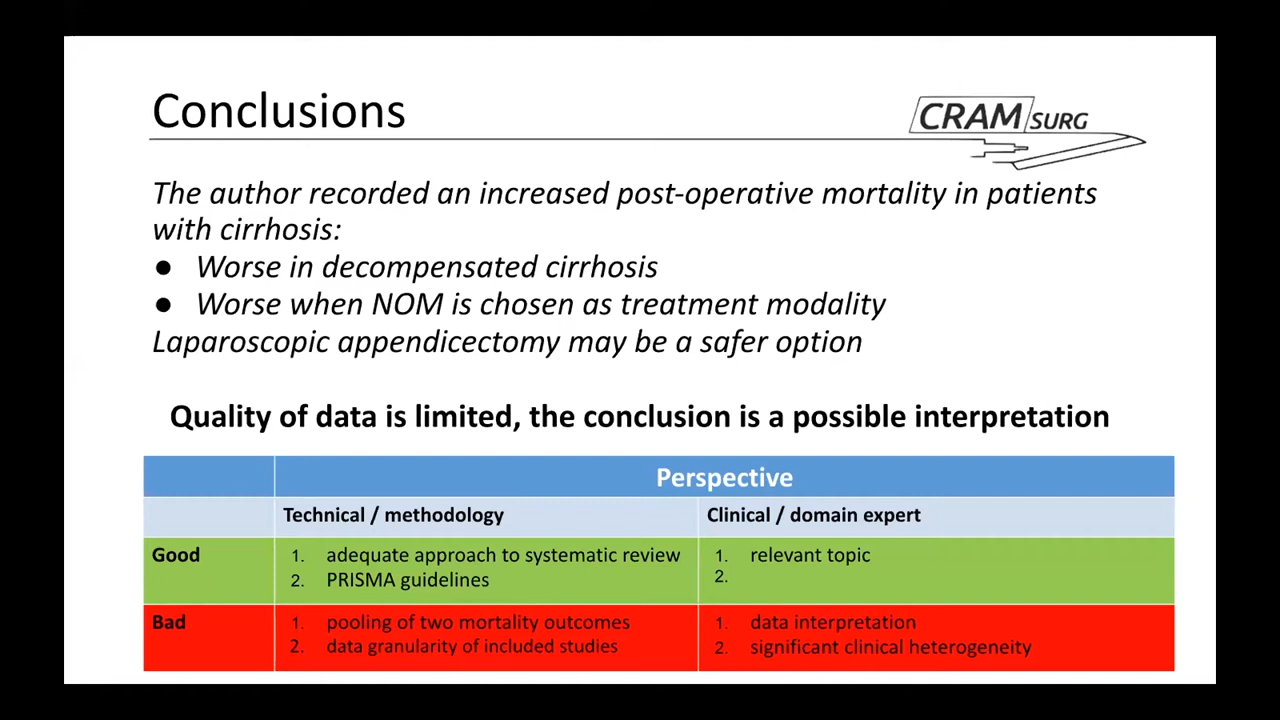 Conclusions
CRAM SURG
The author recorded an increased post-operative mortality in patients
with cirrhosis:
● Worse in decompensated cirrhosis
● Worse when NOM is chosen as treatment modality
Laparoscopic appendicectomy may be a safer option
Quality of data is limited, the conclusion is a possible interpretation
Perspective
Technical / methodology
Clinical / domain expert
Good
1. adequate approach to systematic review
2. PRISMA guidelines
1. relevant topic
2.
Bad
1. pooling of two mortality outcomes
2. data granularity of included studies
1. data interpretation
2. significant clinical heterogeneity